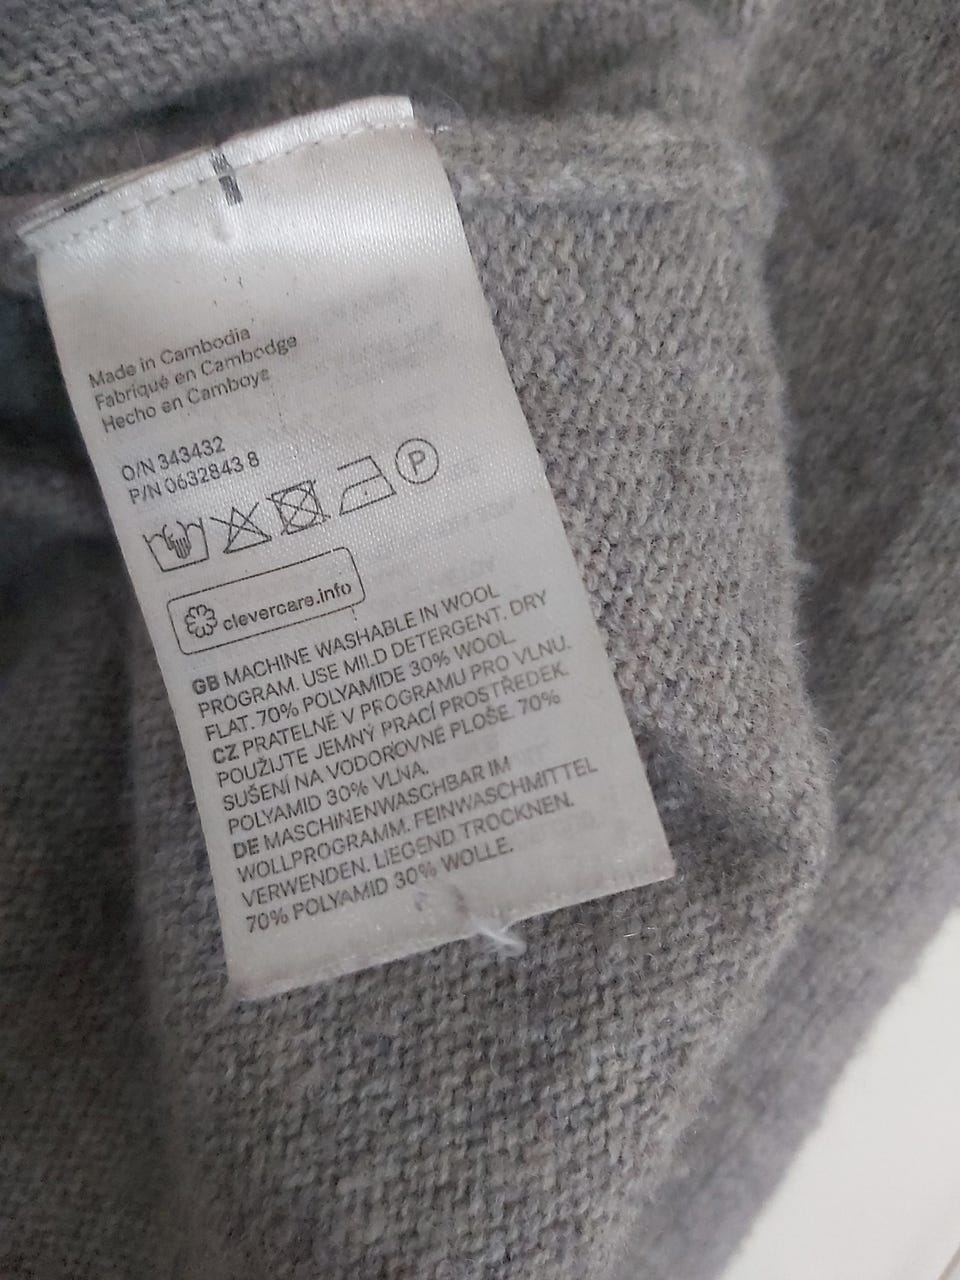 Made in Cambodia
Fabriqué en Cambodge
Hecho en Camboya
O/N 343432
P/N 0632843 8
P
clevercare.info
GB MACHINE WASHABLE IN WOOL
PROGRAM. USE MILD DETERGENT. DRY
FLAT. 70% POLYAMIDE 30% WOOL.
CZ PRATELNÉ V PROGRAMU PRO VLNU.
POUŽIJTE JEMNÝ PRACÍ PROSTŘEDEK.
SUŠENÍ NA VODOROVNÉ PLOŠE. 70%
POLYAMID 30% VLNA.
DE MASCHINENWASCHBAR IM
WOLLPROGRAMM. FEINWASCHMITTEL
VERWENDEN. LIEGEND TROCKNEN.
70% POLYAMID 30% WOLLE.